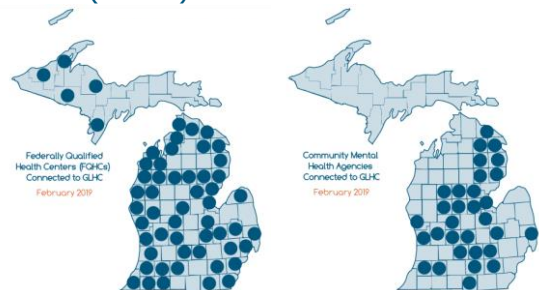 Federally Qualified
Health Centers (FQHCs)
Connected to GLHC
February 2019
Community Mental
Health Agencies
Connected to GLHC
February 2019